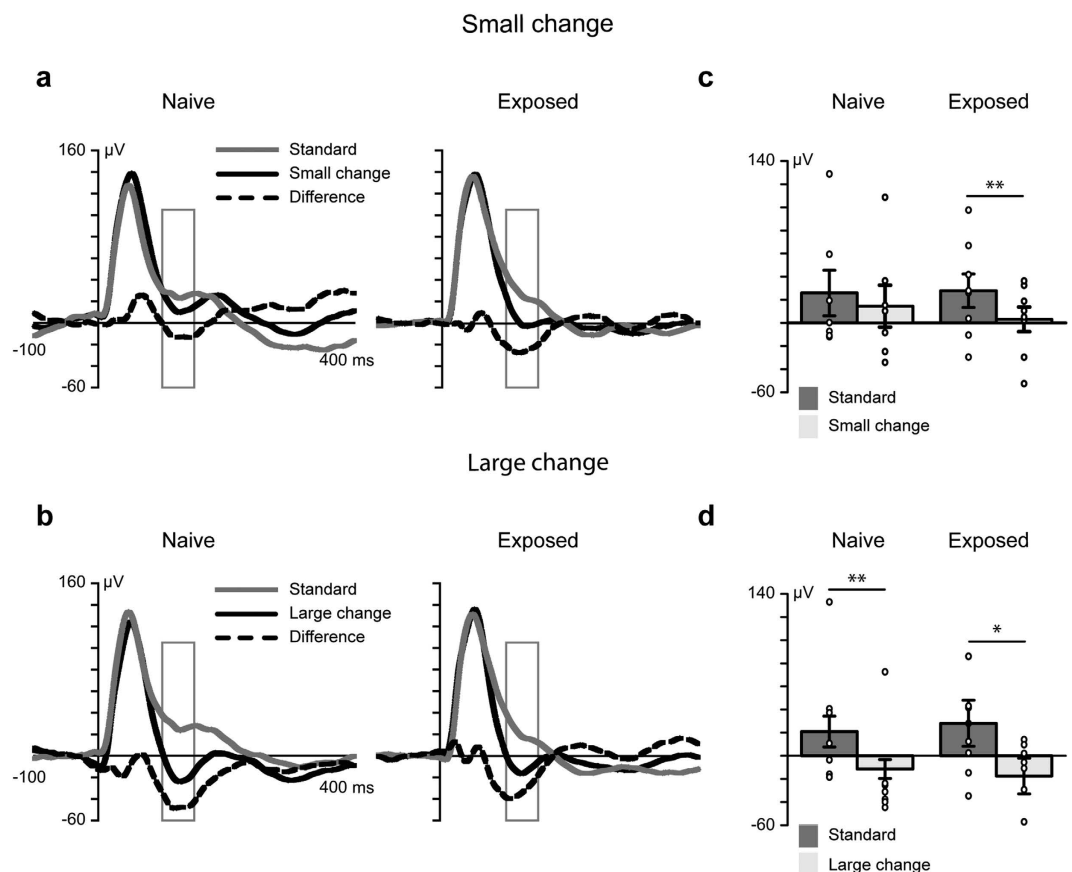 Small change
a
Naive
Exposed
160
µV
Standard
Small change
Difference
-100
400 ms
-60
c
Naive
Exposed
140
µV
**
-60
Standard
Small change
Large change
b
Naive
Exposed
160
µV
Standard
Large change
Difference
-100
400 ms
-60
d
Naive
Exposed
140
µV
**
*
-60
Standard
Large change